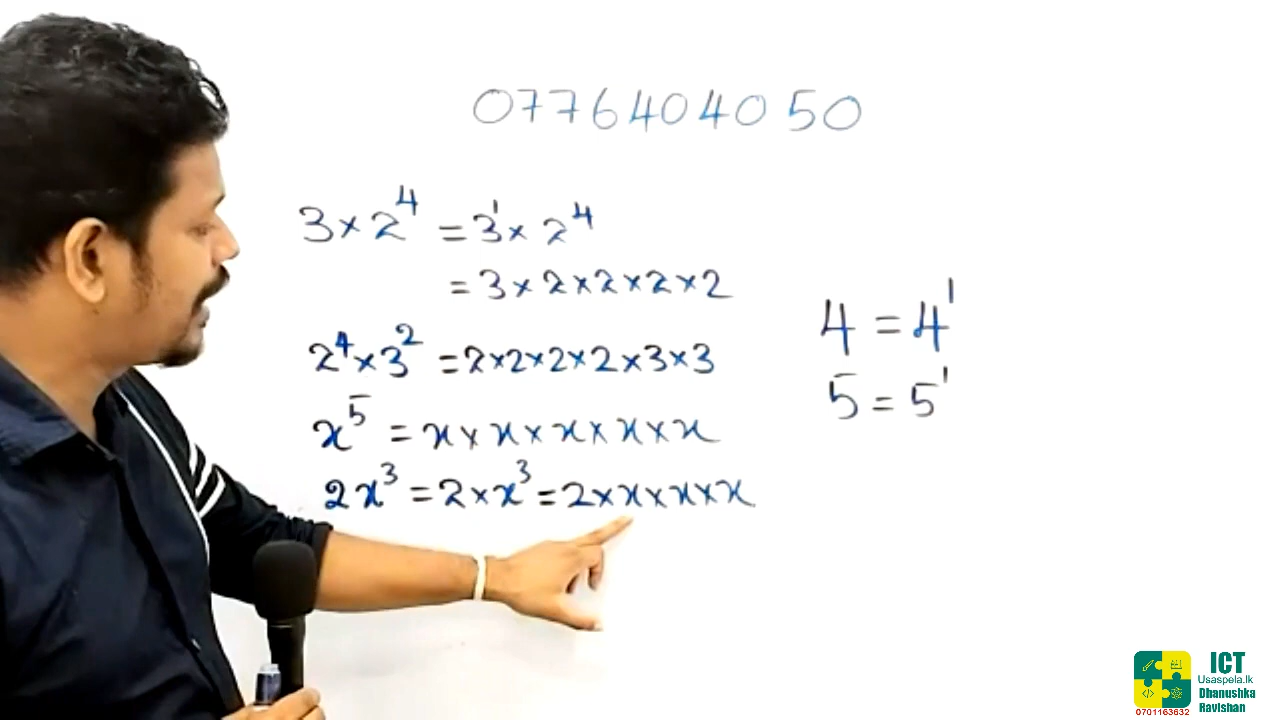 0776404050
3×2⁴ = 3¹× 2⁴
= 3×2×2×2×2
2⁴×3² = 2×2×2×2×3×3
x⁵ = x×x×x×x×x
2x³ = 2×x³ = 2×x×x×x
4 = 4¹
5 = 5¹
ICT
Usaspela.lk
Dhanushka
Ravishan
0701163632